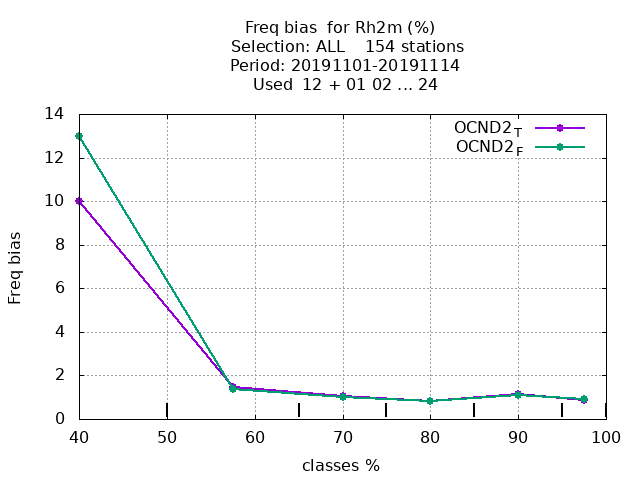 Freq bias  for Rh2m (%)
Selection: ALL    154 stations
Period: 20191101-20191114
Used  12 + 01 02 ... 24
14
12
10
8
6
4
2
0
Freq bias
OCND2T
OCND2F
40 50 60 70 80 90 100
classes %